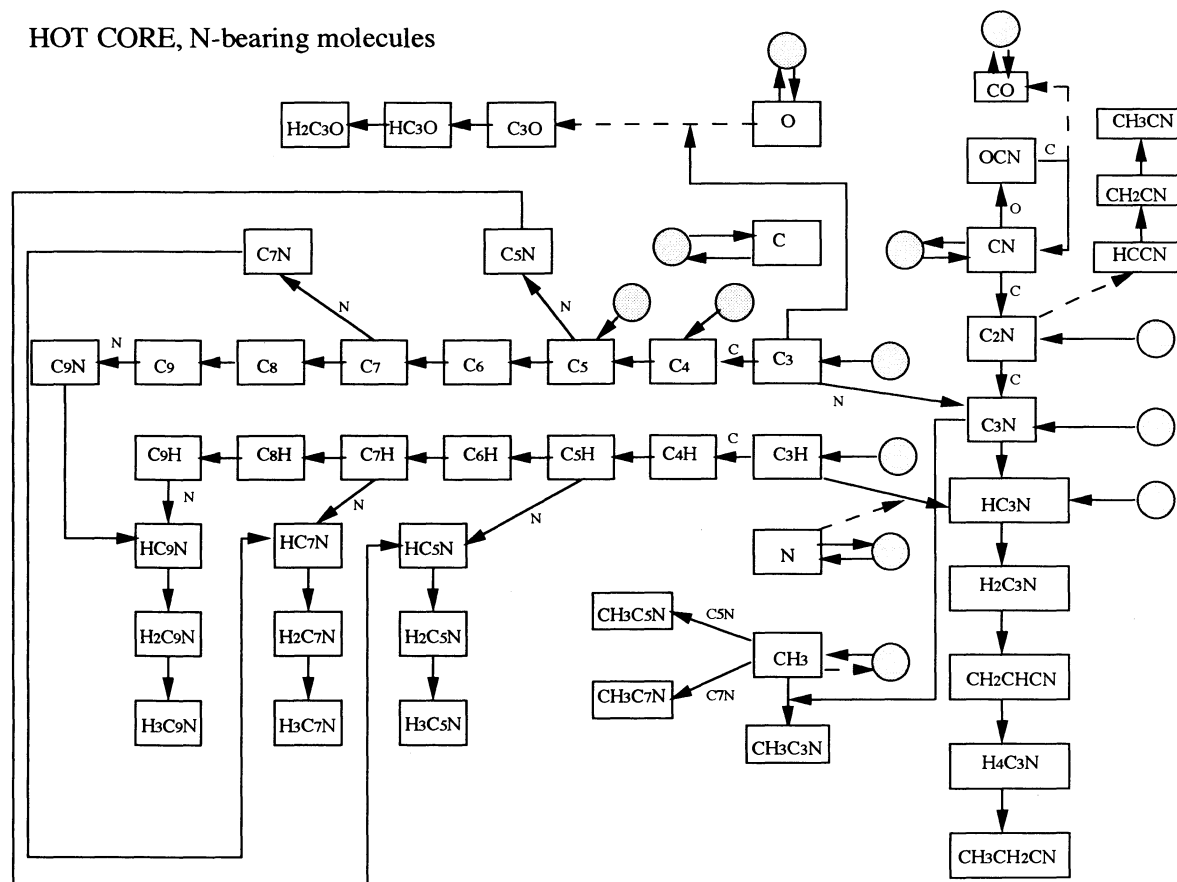 HOT CORE, N-bearing molecules
CO
H2C3O
HC3O
C3O
O
CH3CN
OCN
C
CH2CN
O
C7N
C5N
C
CN
HCCN
N
N
C
C9N
N
C9
C8
C7
C6
C5
C4
C
C3
C2N
C
N
C3N
C9H
C8H
C7H
C6H
C5H
C4H
C
C3H
N
N
N
HC3N
HC9N
HC7N
HC5N
N
H2C3N
H2C9N
H2C7N
H2C5N
CH3C5N
C5N
CH3
CH2CHCN
H3C9N
H3C7N
H3C5N
CH3C7N
C7N
CH3C3N
H4C3N
CH3CH2CN